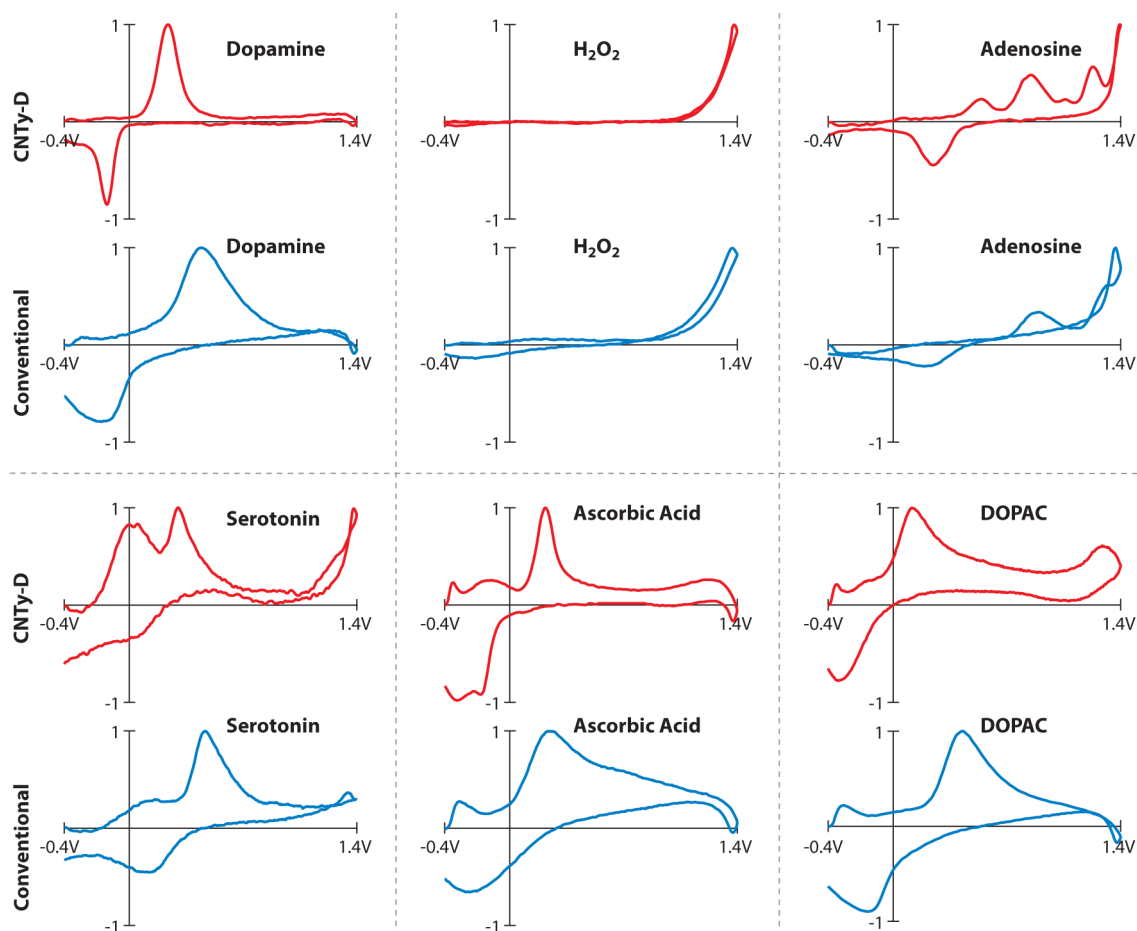 CNTy-D
1
Dopamine
-0.4V
1.4V
-1
1
H₂O₂
-0.4V
1.4V
-1
1
Adenosine
-0.4V
1.4V
-1
Conventional
1
Dopamine
-0.4V
1.4V
-1
1
H₂O₂
-0.4V
1.4V
-1
1
Adenosine
-0.4V
1.4V
-1
CNTy-D
1
Serotonin
-0.4V
1.4V
-1
1
Ascorbic Acid
-0.4V
1.4V
-1
1
DOPAC
-0.4V
1.4V
-1
Conventional
1
Serotonin
-0.4V
1.4V
-1
1
Ascorbic Acid
-0.4V
1.4V
-1
1
DOPAC
-0.4V
1.4V
-1